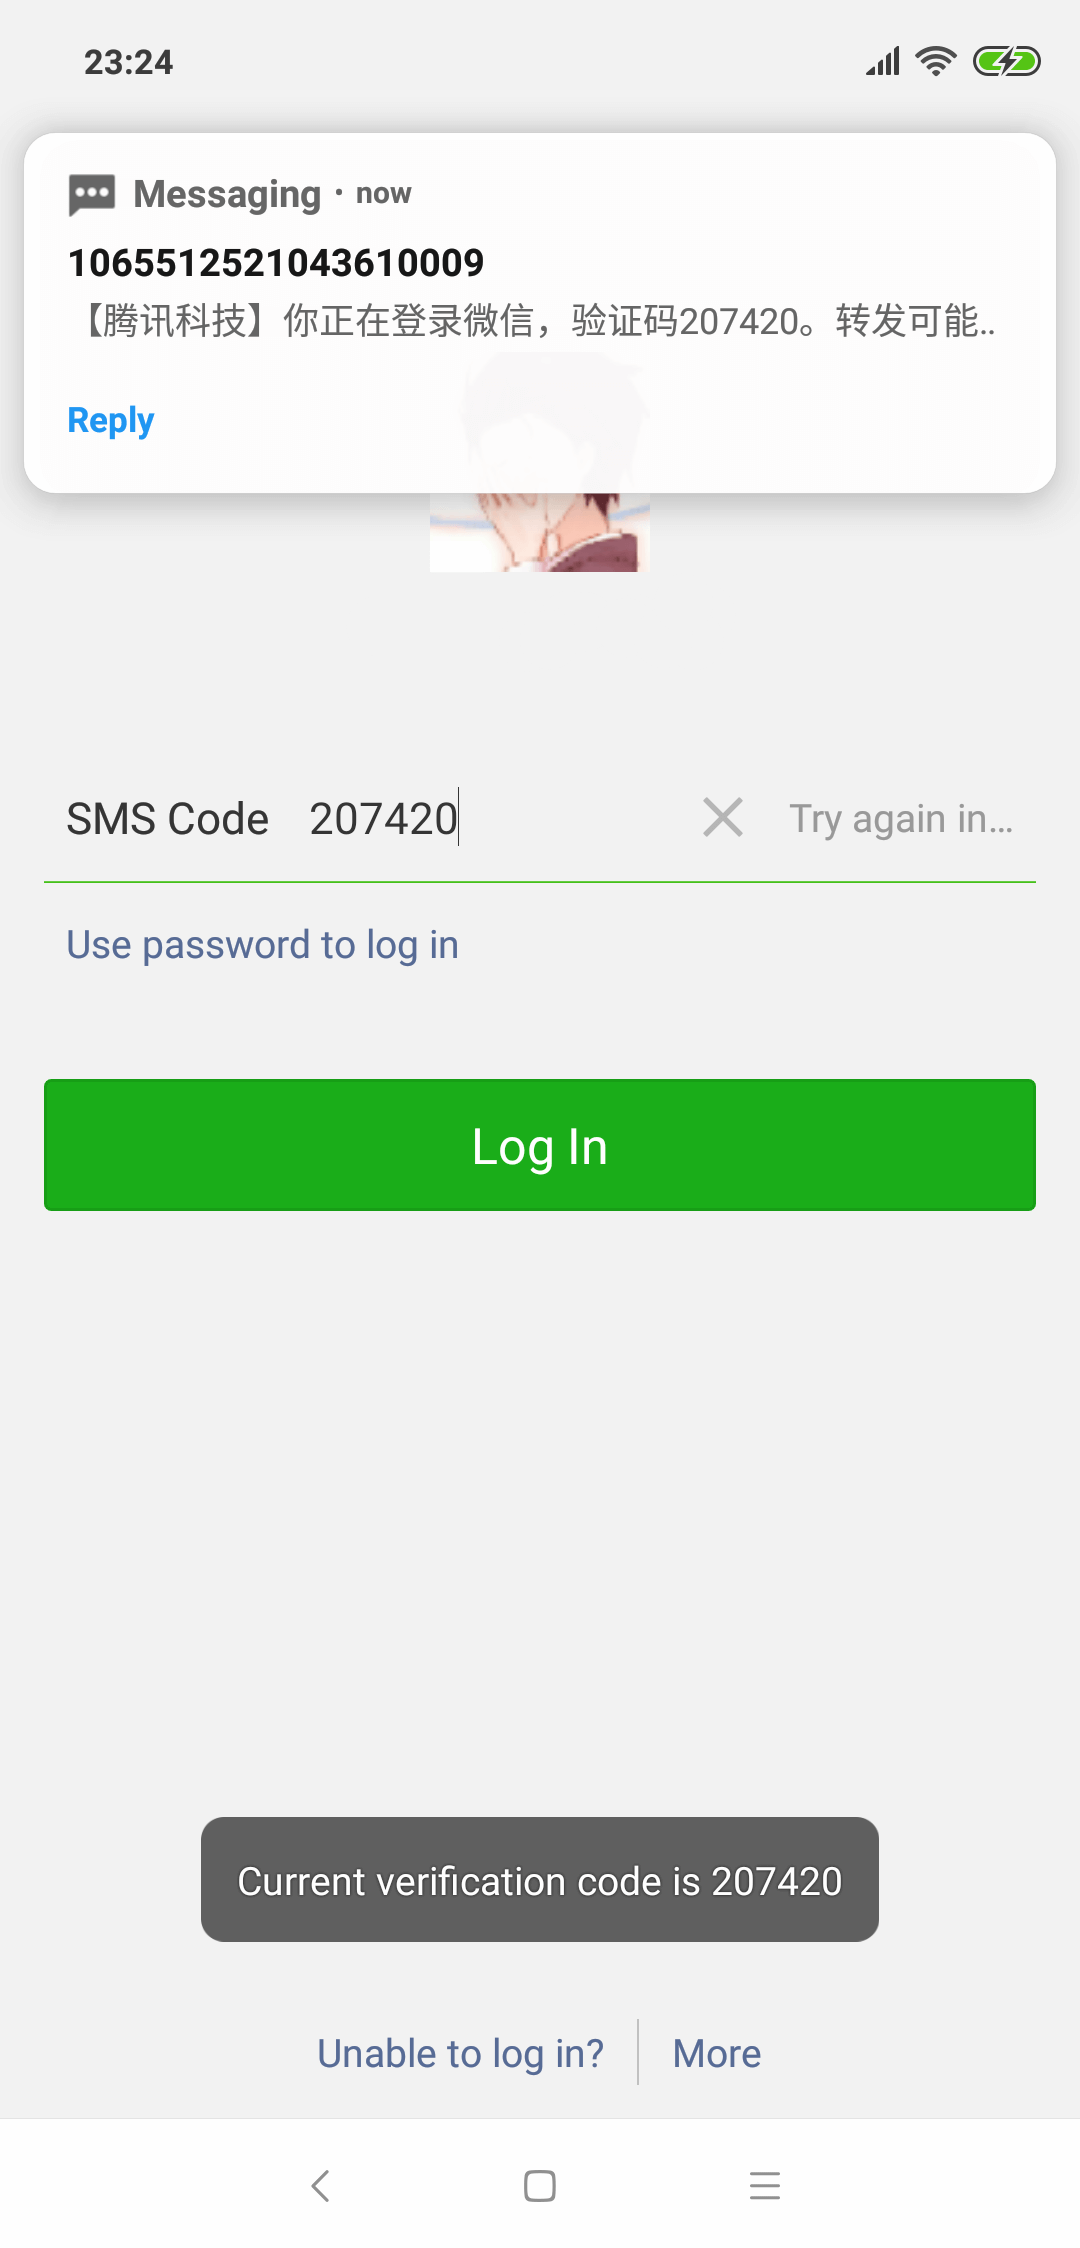 23:24
Messaging · now
1065512521043610009
【腾讯科技】你正在登录微信，验证码207420。转发可能..
Reply
SMS Code 207420 Try again in...
Use password to log in
Log In
Current verification code is 207420
Unable to log in? More